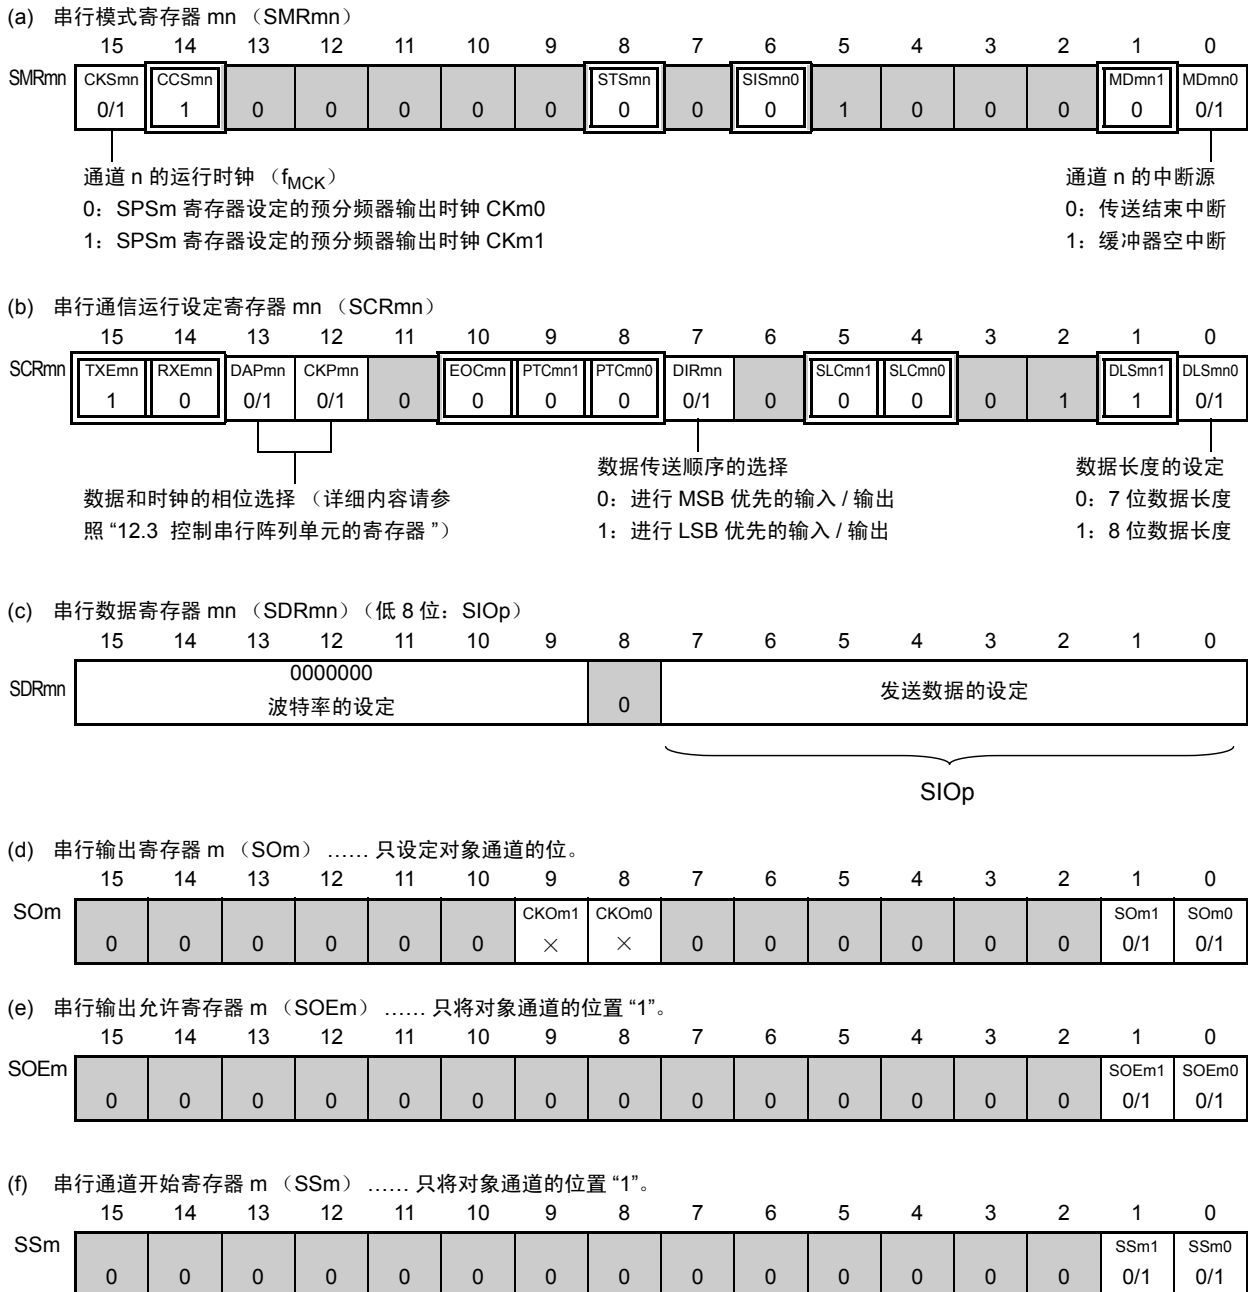 (a) 串行模式寄存器 mn （SMRmn）
15 14 13 12 11 10 9 8 7 6 5 4 3 2 1 0
SMRmn CKSmn CCSmn STSmn SISmn0 MDmn1 MDmn0
0/1 1 0 0 0 0 0 0 0 0 1 0 0 0 0 0/1
通道 n 的运行时钟 （fMCK） 通道 n 的中断源
0：SPSm 寄存器设定的预分频器输出时钟 CKm0 0：传送结束中断
1：SPSm 寄存器设定的预分频器输出时钟 CKm1 1：缓冲器空中断
(b) 串行通信运行设定寄存器 mn （SCRmn）
15 14 13 12 11 10 9 8 7 6 5 4 3 2 1 0
SCRmn TXEmn RXEmn DAPmn CKPmn EOCmn PTCmn1 PTCmn0 DIRmn SLCmn1 SLCmn0 DLSmn1 DLSmn0
1 0 0/1 0/1 0 0 0 0 0/1 0 0 0 0 1 1 0/1
数据传送顺序的选择 数据长度的设定
数据和时钟的相位选择 （详细内容请参 0：进行 MSB 优先的输入 / 输出 0：7 位数据长度
照 “12.3 控制串行阵列单元的寄存器 ”） 1：进行 LSB 优先的输入 / 输出 1：8 位数据长度
(c) 串行数据寄存器 mn （SDRmn）（低 8 位：SIOp）
15 14 13 12 11 10 9 8 7 6 5 4 3 2 1 0
SDRmn 0000000
波特率的设定 0 发送数据的设定
SIOp
(d) 串行输出寄存器 m （SOm） …… 只设定对象通道的位。
15 14 13 12 11 10 9 8 7 6 5 4 3 2 1 0
SOm CKOm1 CKOm0 SOm1 SOm0
0 0 0 0 0 0 × × 0 0 0 0 0 0 0/1 0/1
(e) 串行输出允许寄存器 m （SOEm） …… 只将对象通道的位置 “1”。
15 14 13 12 11 10 9 8 7 6 5 4 3 2 1 0
SOEm SOEm1 SOEm0
0 0 0 0 0 0 0 0 0 0 0 0 0 0 0/1 0/1
(f) 串行通道开始寄存器 m （SSm） …… 只将对象通道的位置 “1”。
15 14 13 12 11 10 9 8 7 6 5 4 3 2 1 0
SSm SSm1 SSm0
0 0 0 0 0 0 0 0 0 0 0 0 0 0 0/1 0/1